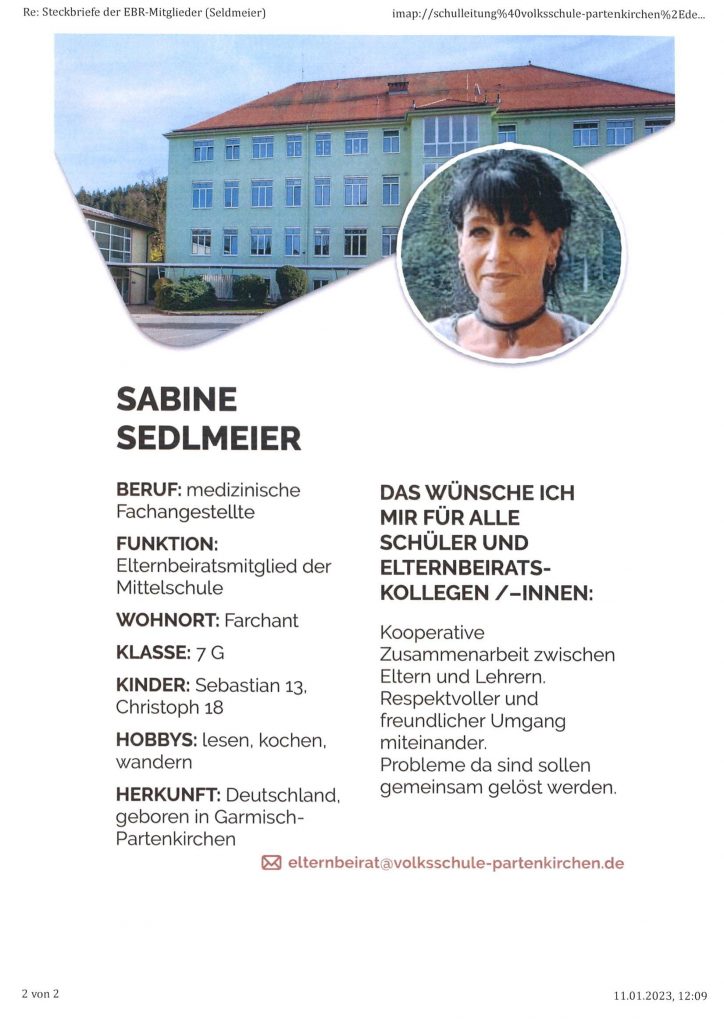 Re: Steckbriefe der EBR-Mitglieder (Seldmeier)
imap://schulleitung%40volksschule-partenkirchen%2Ede...
SABINE
SEDLMEIER
BERUF: medizinische
Fachangestellte
FUNKTION:
Elternbeiratsmitglied der
Mittelschule
WOHNORT: Farchant
KLASSE: 7 G
KINDER: Sebastian 13,
Christoph 18
HOBBYS: lesen, kochen,
wandern
HERKUNFT: Deutschland,
geboren in Garmisch-
Partenkirchen
DAS WÜNSCHE ICH
MIR FÜR ALLE
SCHÜLER UND
ELTERNBEIRATS-
KOLLEGEN /–INNEN:
Kooperative
Zusammenarbeit zwischen
Eltern und Lehrern.
Respektvoller und
freundlicher Umgang
miteinander.
Probleme da sind sollen
gemeinsam gelöst werden.
elternbeirat@volksschule-partenkirchen.de
2 von 2
11.01.2023, 12:09